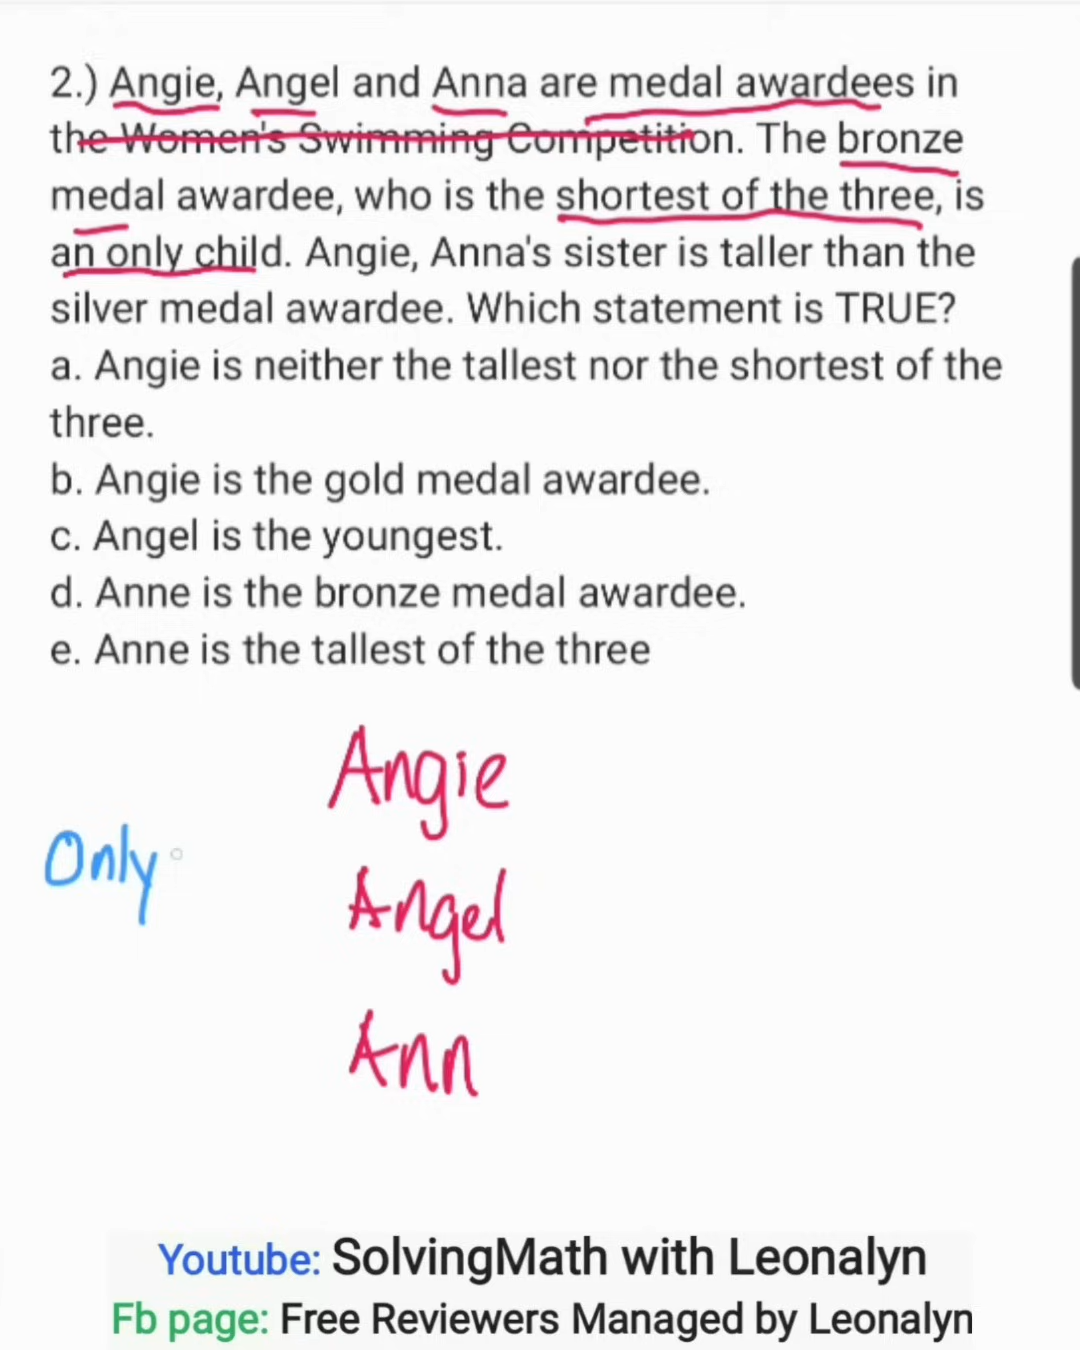 2.) Angie, Angel and Anna are medal awardees in
the Women's Swimming Competition. The bronze
medal awardee, who is the shortest of the three, is
an only child. Angie, Anna's sister is taller than the
silver medal awardee. Which statement is TRUE?
a. Angie is neither the tallest nor the shortest of the
three.
b. Angie is the gold medal awardee.
c. Angel is the youngest.
d. Anne is the bronze medal awardee.
e. Anne is the tallest of the three
Angie
Only
Angel
Ann
Youtube: SolvingMath with Leonalyn
Fb page: Free Reviewers Managed by Leonalyn